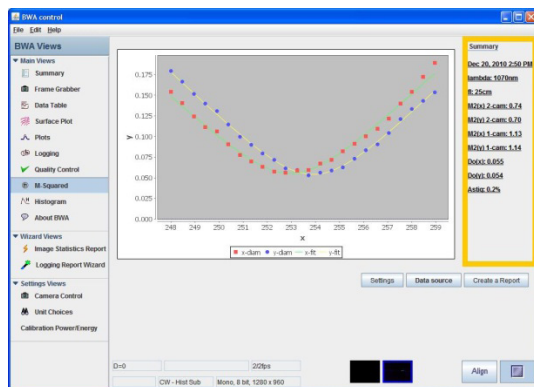 BWA control
File Edit Help
BWA Views
Main Views
Summary
Frame Grabber
Data Table
Surface Plot
Plots
Logging
Quality Control
M-Squared
Histogram
About BWA
Wizard Views
Image Statistics Report
Logging Report Wizard
Settings Views
Camera Control
Unit Choices
Calibration Power/Energy
y
0.175
0.150
0.125
0.100
0.075
0.050
0.025
0.000
248 249 250 251 252 253 254 255 256 257 258 259
x
x-diam y-diam x-fit y-fit
Summary
Dec 20, 2010 2:50 PM
lambda: 1070nm
fl: 25cm
M2(x) 2-cam: 0.74
M2(y) 2-cam: 0.70
M2(x) 1-cam: 1.13
M2(y) 1-cam: 1.14
Do(x): 0.055
Do(y): 0.054
Astig: 0.2%
Settings Data source Create a Report
D=0 2/2fps
CW - Hist Sub Mono, 8 bit, 1280 x 960
Align